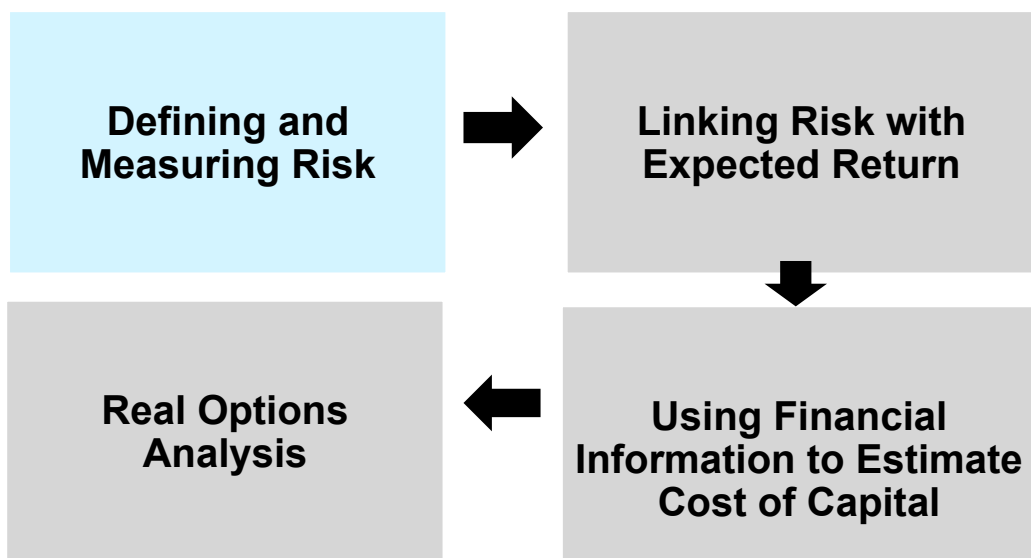 Defining and
Measuring Risk
Linking Risk with
Expected Return
Using Financial
Information to Estimate
Cost of Capital
Real Options
Analysis